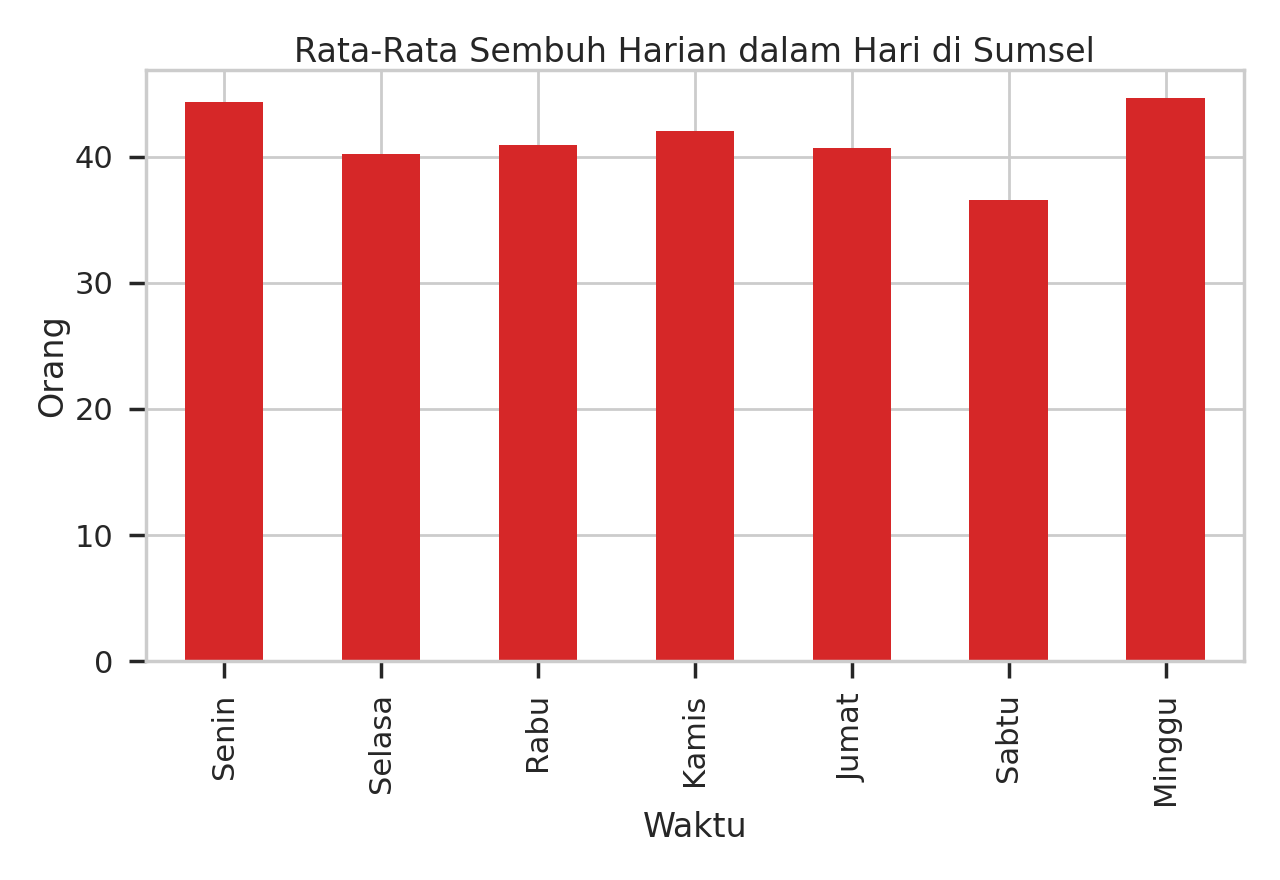 Rata-Rata Sembuh Harian dalam Hari di Sumsel
Orang
40
30
20
10
0
Senin
Selasa
Rabu
Kamis
Jumat
Sabtu
Minggu
Waktu